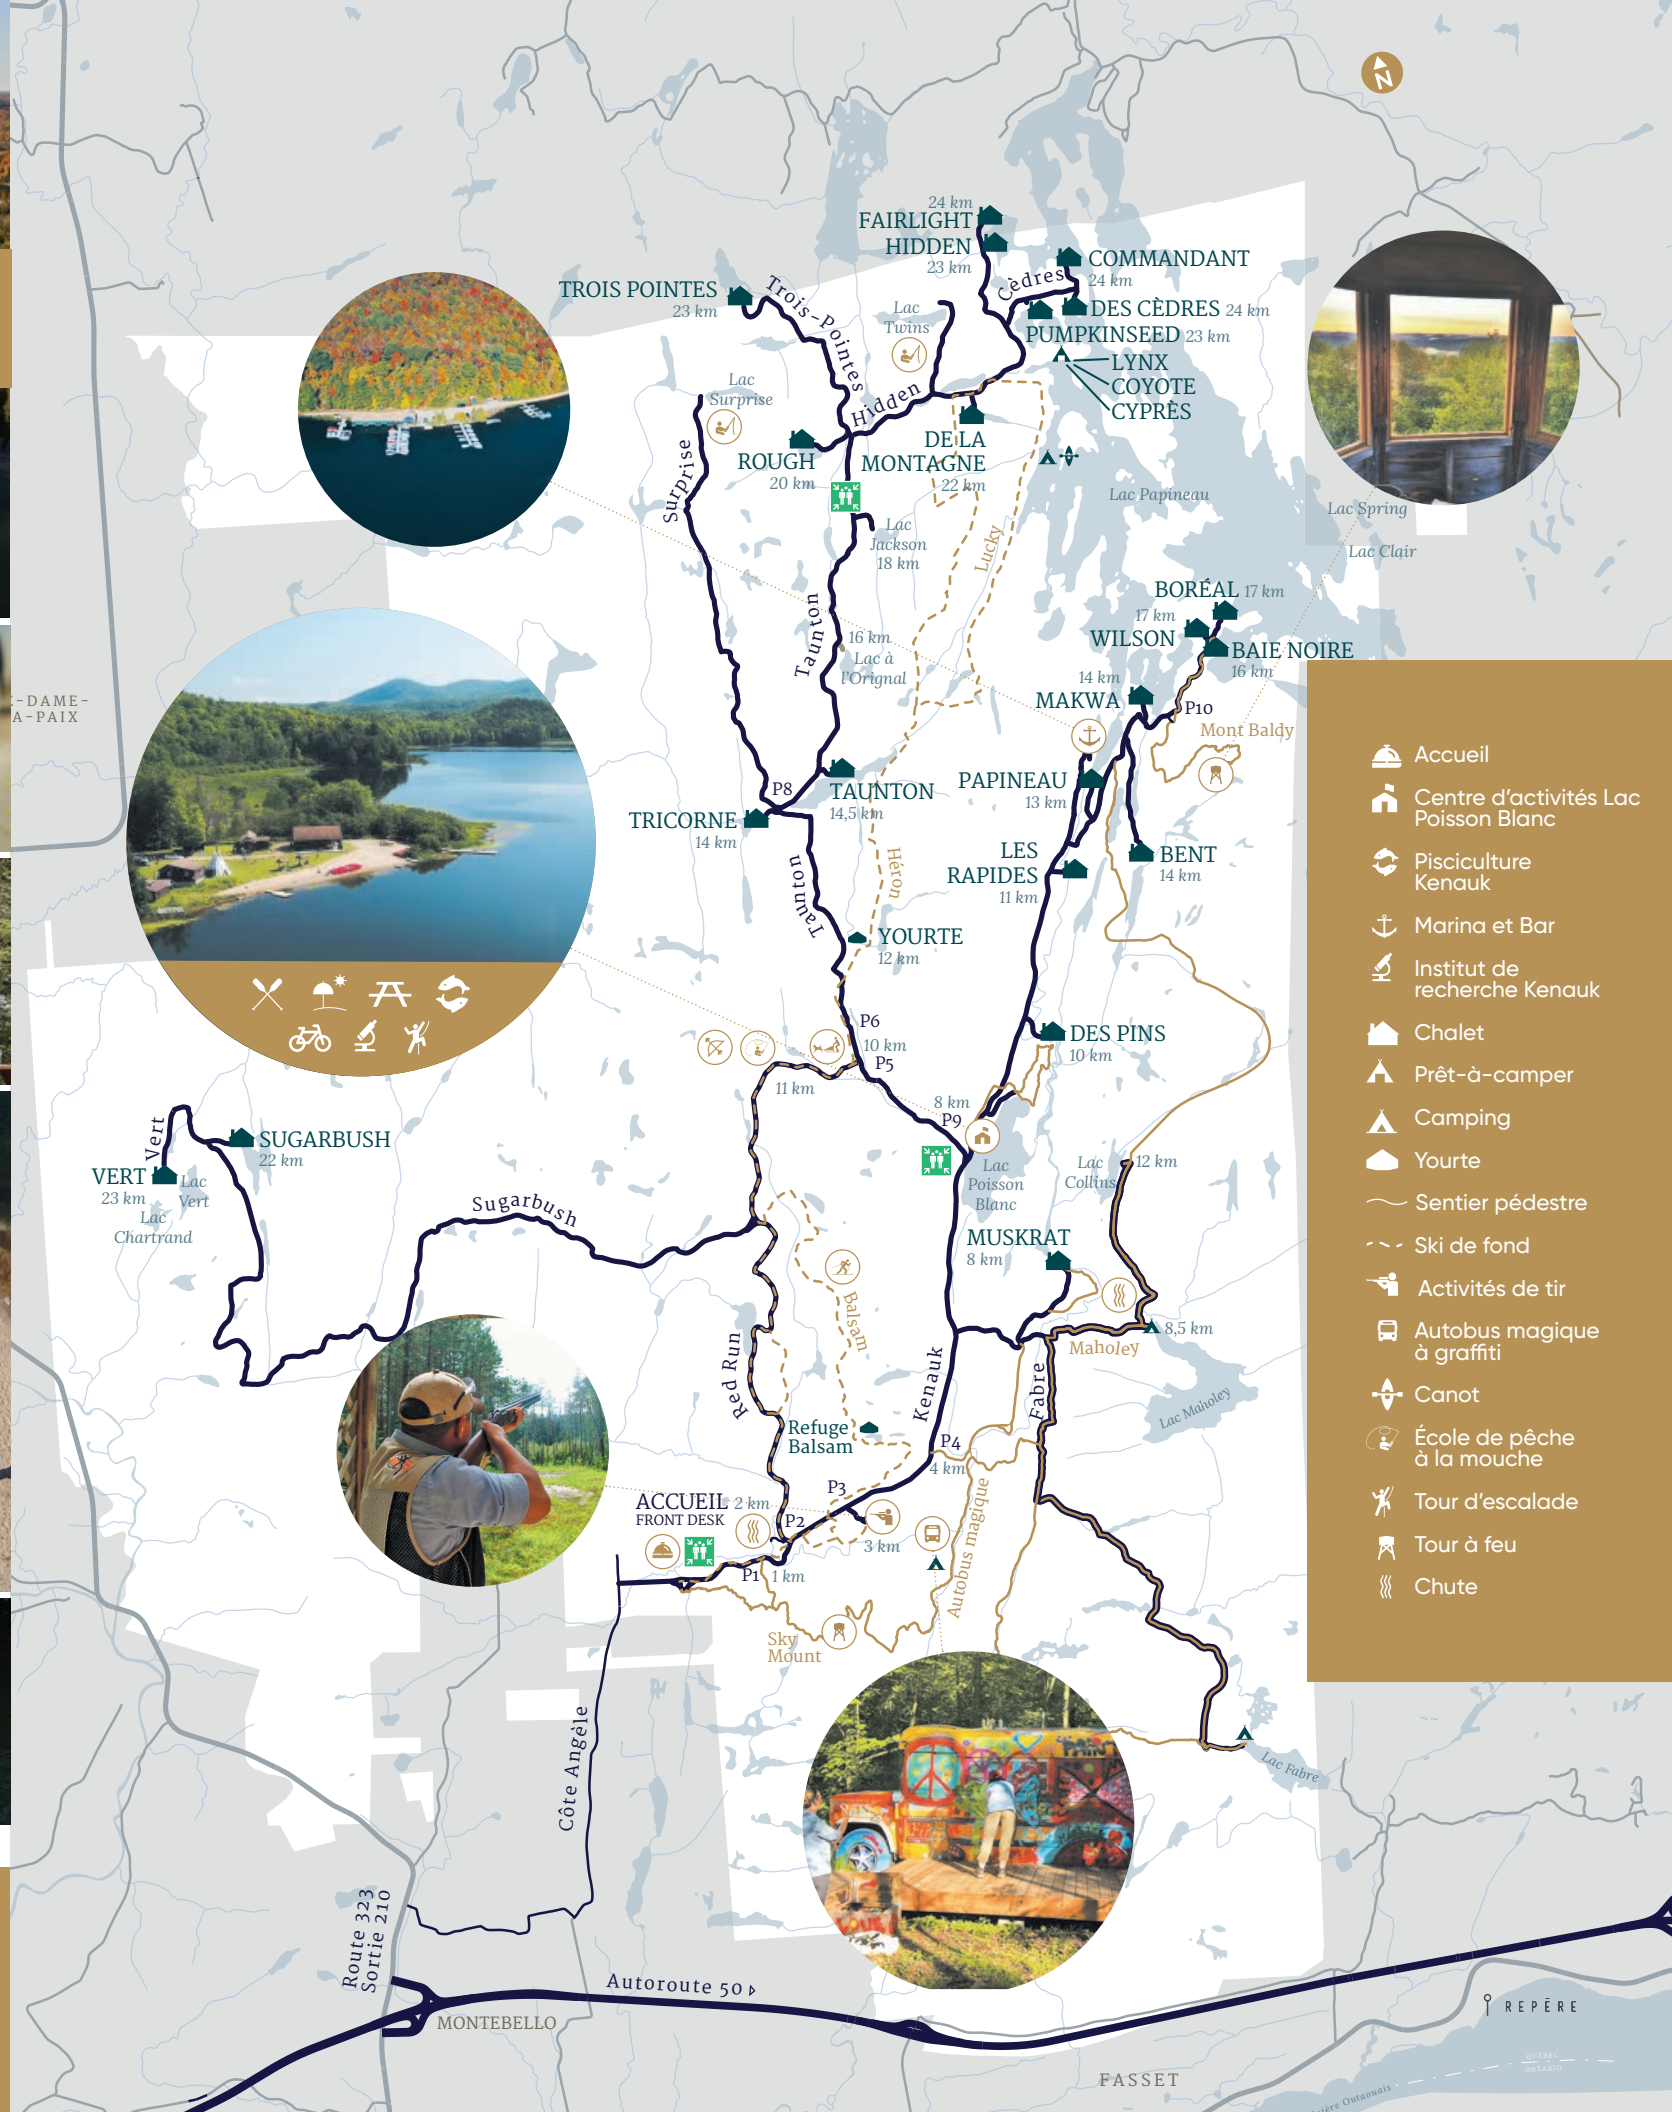 N
24 km
FAIRLIGHT
HIDDEN
23 km
COMMANDANT
24 km
Cèdres
DES CÈDRES 24 km
PUMPKINSEED 23 km
LYNX
COYOTE
CYPRÈS
TROIS POINTES
23 km
Trois-Pointes
Lac
Twins
Hidden
Lac
Surprise
Surprise
ROUGH
20 km
DE LA
MONTAGNE
22 km
Lac
Jackson
18 km
Lucky
Lac Papineau
Lac Spring
Lac Clair
Taunton
16 km
Lac à
l'Orignal
BORÉAL 17 km
17 km
WILSON
BAIE NOIRE
16 km
14 km
MAKWA
P10
Mont Baldy
-DAME-
A-PAIX
P8
TAUNTON
14,5 km
TRICORNE
14 km
PAPINEAU
13 km
LES
RAPIDES
11 km
BENT
14 km
Héron
Taunton
YOURTE
12 km
P6
10 km
P5
11 km
DES PINS
10 km
8 km
P9
Lac
Poisson
Blanc
Lac
Collins
12 km
Vert
SUGARBUSH
22 km
VERT
23 km
Lac
Vert
Lac
Chartrand
Sugarbush
MUSKRAT
8 km
8,5 km
Maholey
Lac Maholey
Balsam
Red Run
Kenauk
Fabre
Refuge
Balsam
P4
4 km
P3
ACCUEIL
FRONT DESK
2 km
P2
3 km
P1
1 km
Autobus magique
Sky
Mount
Lac Fabre
Côte Angèle
Route 323
Sortie 210
Autoroute 50
MONTEBELLO
FASSET
REPÈRE
QUÉBEC
ONTARIO
Accueil
Centre d'activités Lac
Poisson Blanc
Pisciculture
Kenauk
Marina et Bar
Institut de
recherche Kenauk
Chalet
Prêt-à-camper
Camping
Yourte
Sentier pédestre
Ski de fond
Activités de tir
Autobus magique
à graffiti
Canot
École de pêche
à la mouche
Tour d'escalade
Tour à feu
Chute